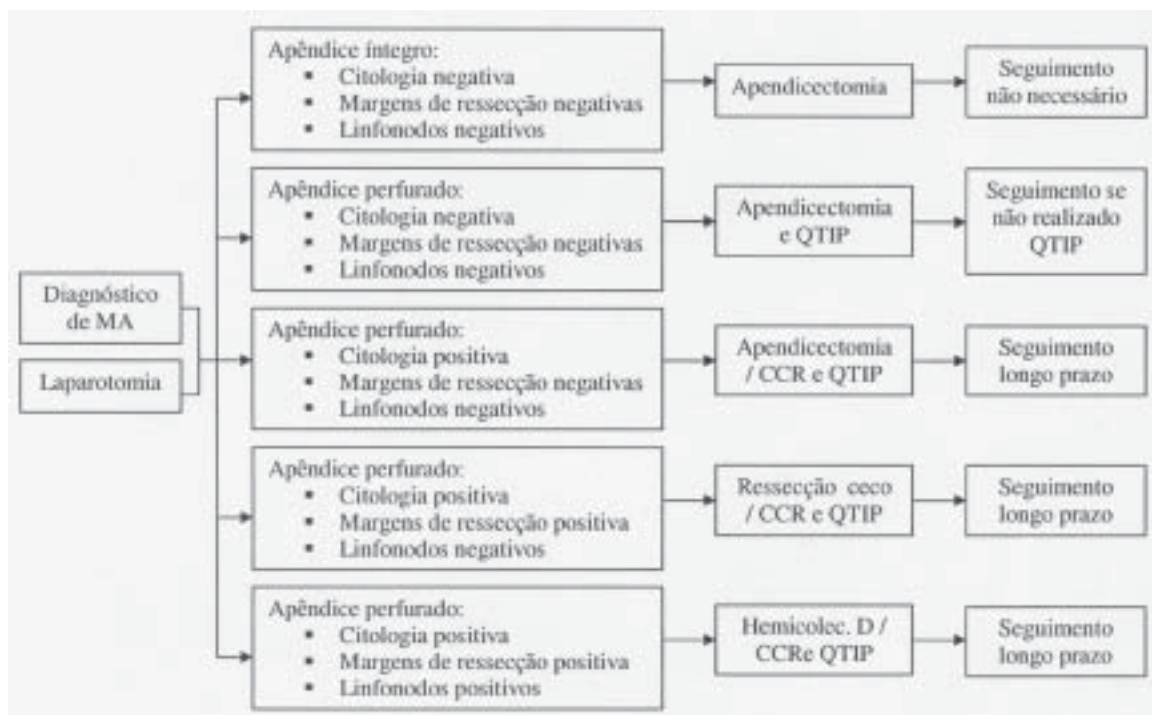 Diagnóstico
de MA
Laparotomia
Apêndice íntegro:
▪ Citologia negativa
▪ Margens de ressecção negativas
▪ Linfonodos negativos
Apendicectomia
Seguimento
não necessário
Apêndice perfurado:
▪ Citologia negativa
▪ Margens de ressecção negativas
▪ Linfonodos negativos
Apendicectomia
e QTIP
Seguimento se
não realizado
QTIP
Apêndice perfurado:
▪ Citologia positiva
▪ Margens de ressecção negativas
▪ Linfonodos negativos
Apendicectomia
/ CCR e QTIP
Seguimento
longo prazo
Apêndice perfurado:
▪ Citologia positiva
▪ Margens de ressecção positiva
▪ Linfonodos negativos
Ressecção ceco
/ CCR e QTIP
Seguimento
longo prazo
Apêndice perfurado:
▪ Citologia positiva
▪ Margens de ressecção positiva
▪ Linfonodos positivos
Hemicolec. D /
CCRe QTIP
Seguimento
longo prazo